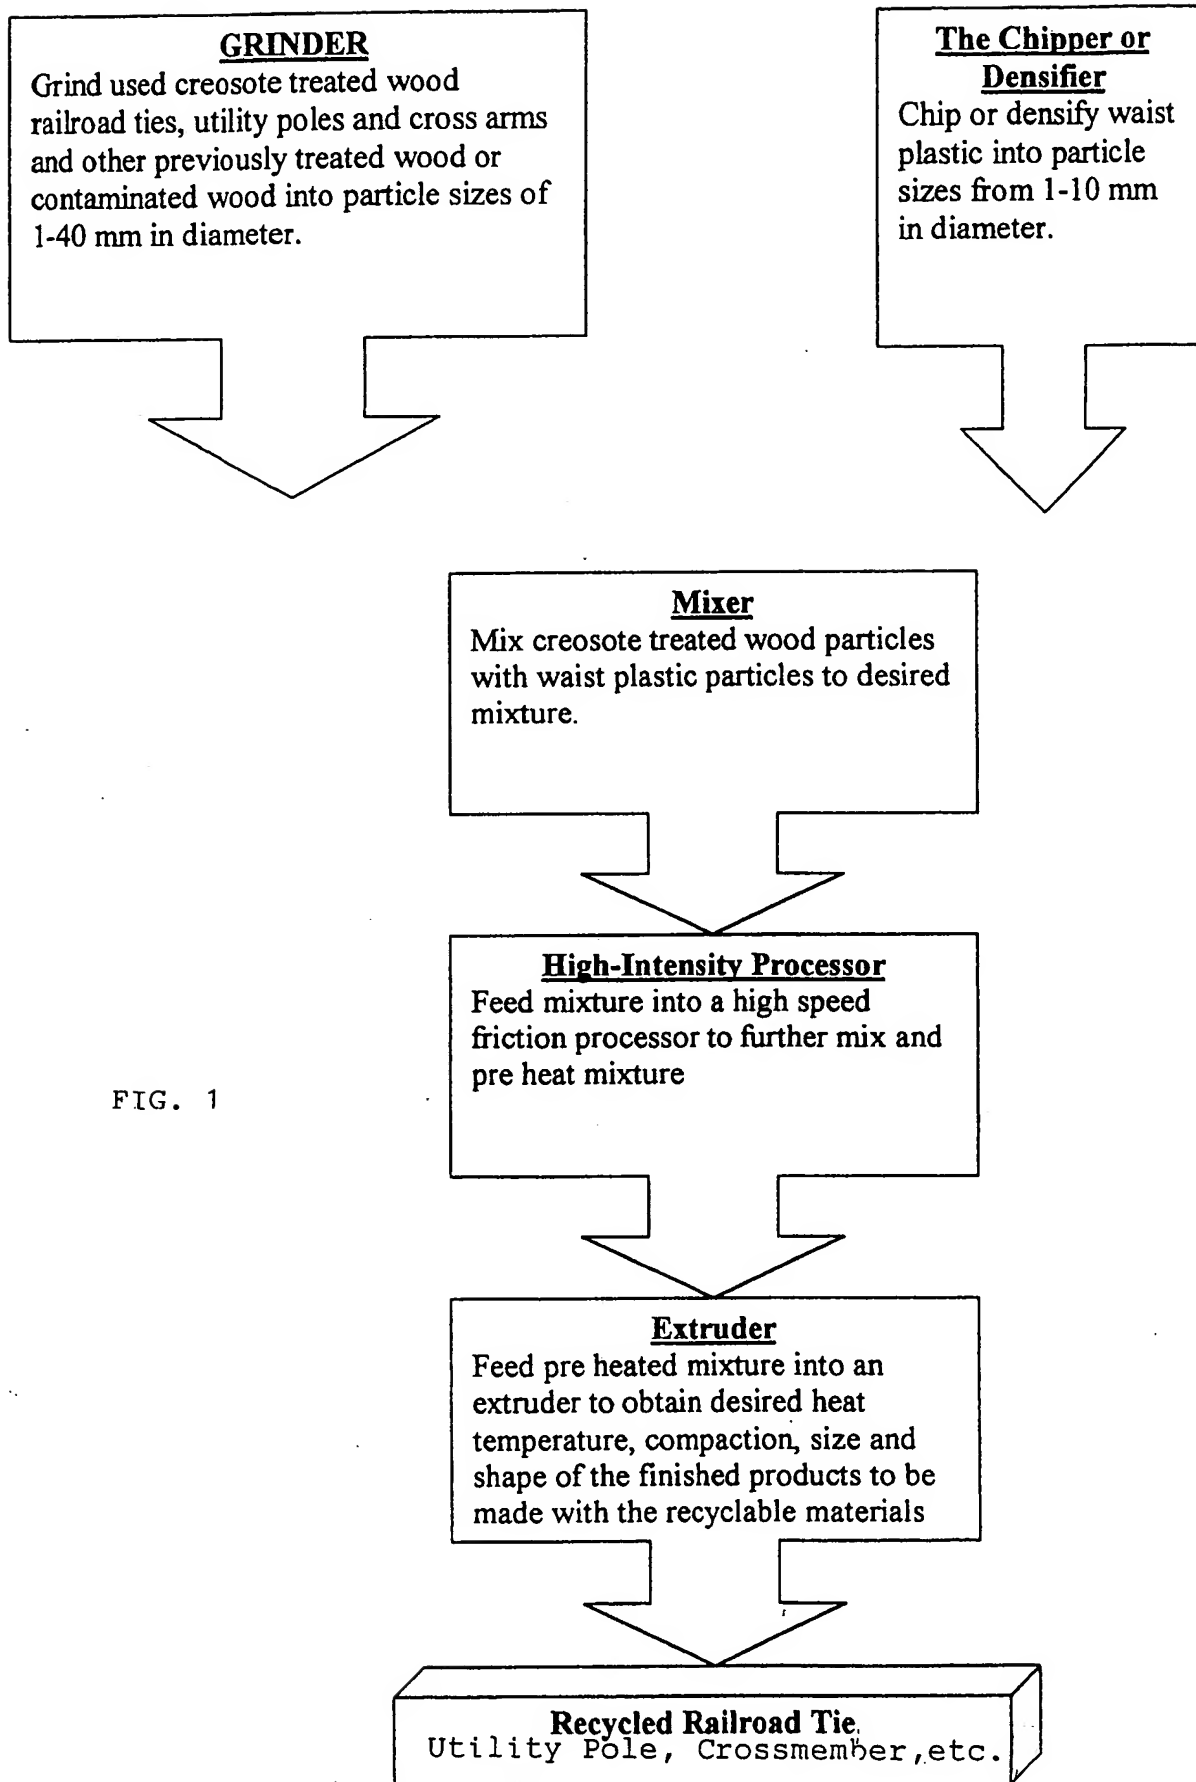 GRINDER
Grind used creosote treated wood
railroad ties, utility poles and cross arms
and other previously treated wood or
contaminated wood into particle sizes of
1-40 mm in diameter.
The Chipper or
Densifier
Chip or densify waist
plastic into particle
sizes from 1-10 mm
in diameter.
Mixer
Mix creosote treated wood particles
with waist plastic particles to desired
mixture.
High-Intensity Processor
Feed mixture into a high speed
friction processor to further mix and
pre heat mixture
FIG. 1
Extruder
Feed pre heated mixture into an
extruder to obtain desired heat
temperature, compaction, size and
shape of the finished products to be
made with the recyclable materials
Recycled Railroad Tie,
Utility Pole, Crossmember,etc.